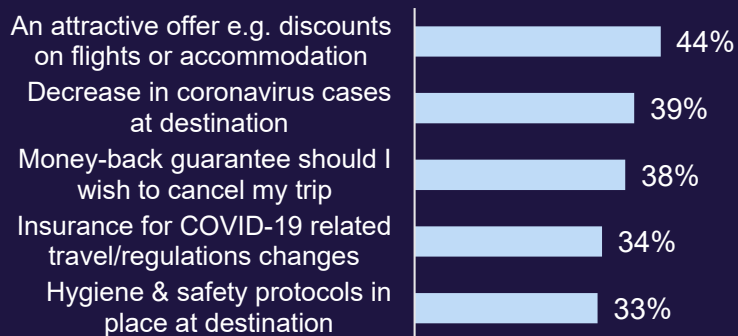 An attractive offer e.g. discounts
on flights or accommodation
44%
Decrease in coronavirus cases
at destination
39%
Money-back guarantee should I
wish to cancel my trip
38%
Insurance for COVID-19 related
travel/regulations changes
34%
Hygiene & safety protocols in
place at destination
33%